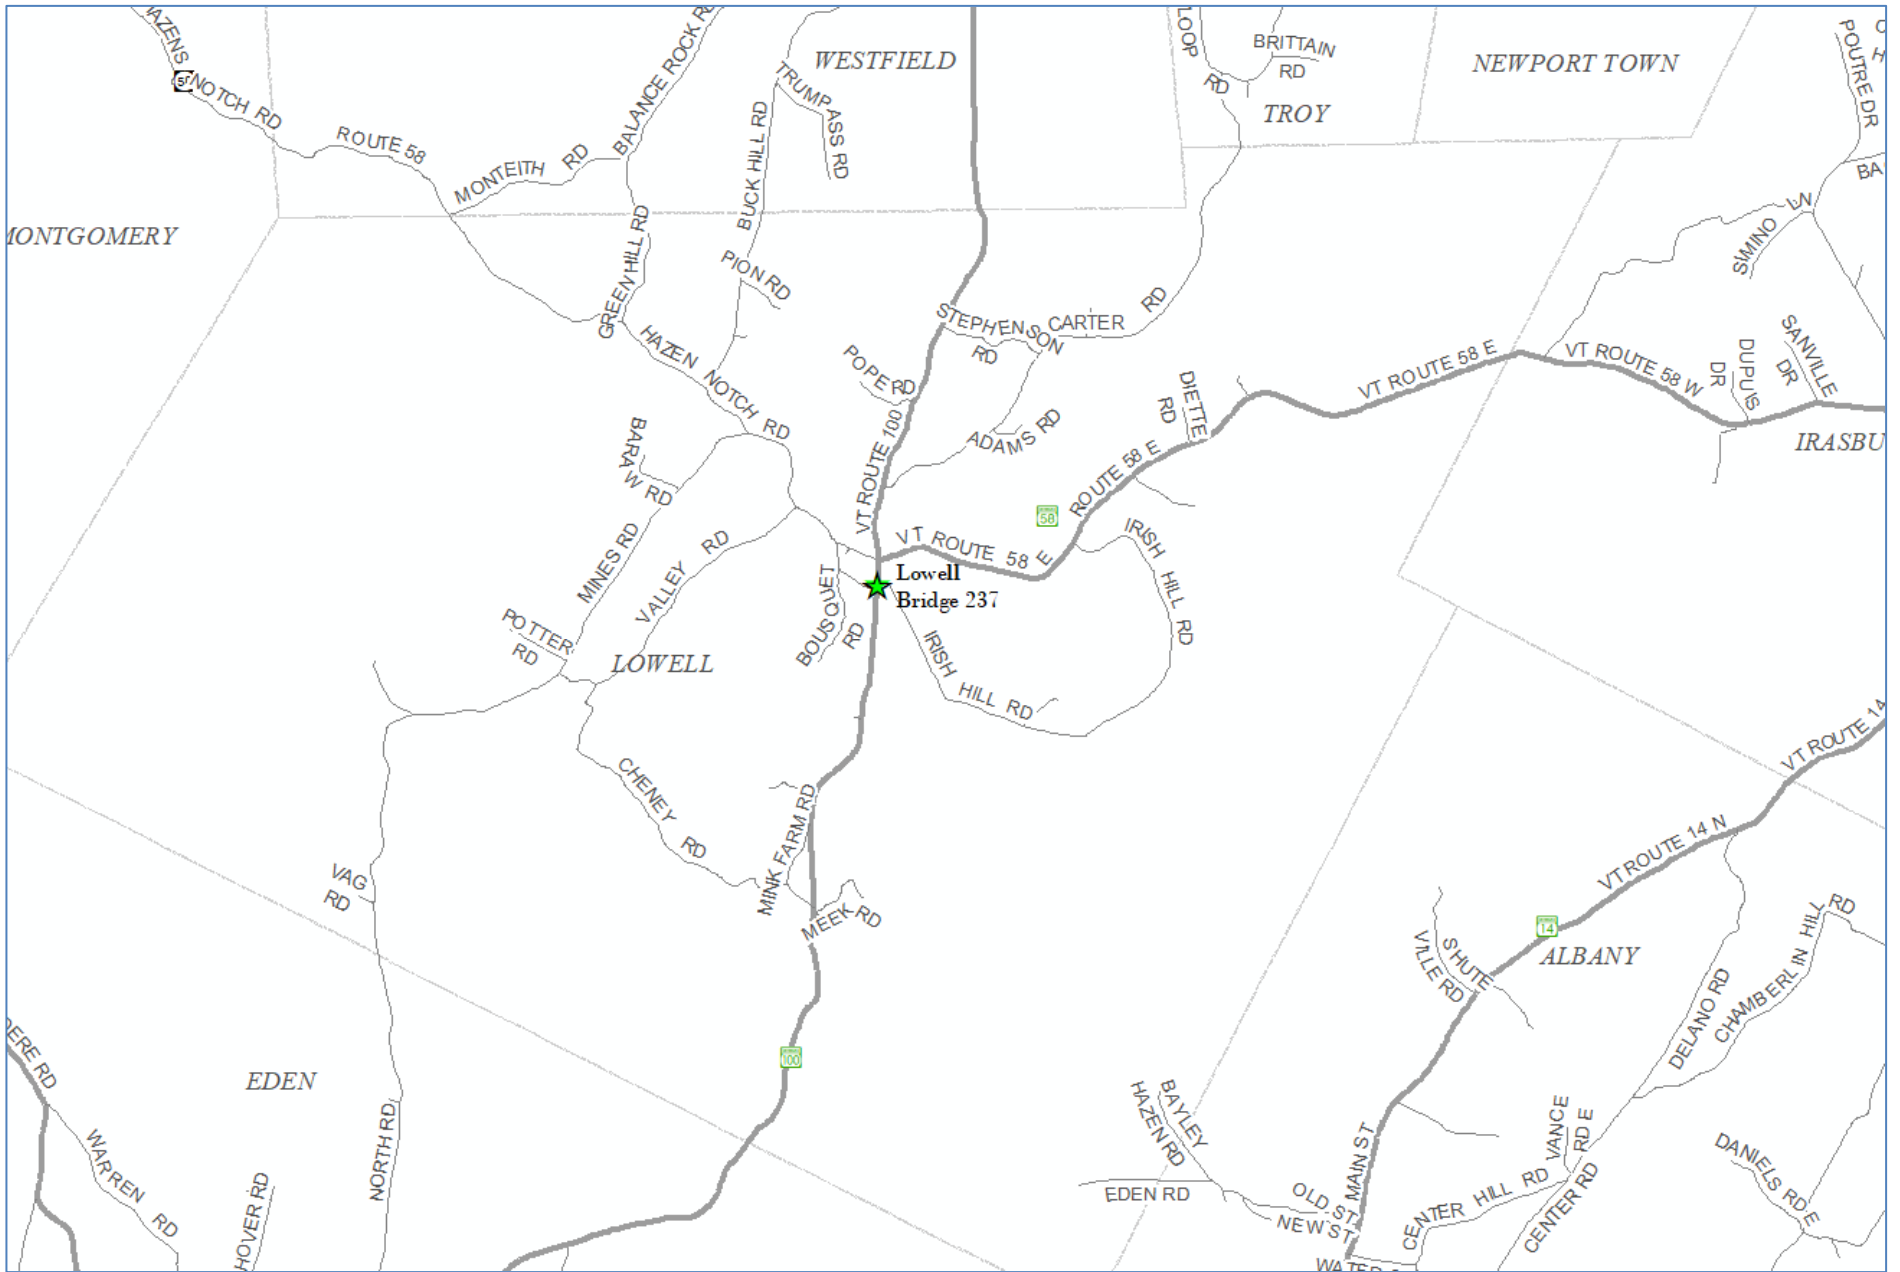 HAZENS
NOTCH RD
ROUTE 58
MONTEITH RD
BALANCE ROCK RD
WESTFIELD
TRUMPASS RD
BUCK HILL RD
LOOP
RD
BRITTAIN
RD
TROY
NEWPORT TOWN
POUTRE DR
MONTGOMERY
GREEN HILL RD
PION RD
HAZEN NOTCH RD
STEPHENSON
RD
CARTER RD
SIMINO LN
POPE RD
VT ROUTE 100
ADAMS RD
DIETTE
RD
VT ROUTE 58 E
VT ROUTE 58 W
DUPUIS
DR
SANVILLE
DR
IRASBU
BARAW RD
MINES RD
VALLEY RD
58
ROUTE 58 E
VT ROUTE 58 E
IRISH HILL RD
Lowell
Bridge 237
BOUSQUET
RD
POTTER
RD
LOWELL
IRISH HILL RD
CHENEY RD
MINK FARM RD
MEEK RD
VAG
RD
VT ROUTE 14
VT ROUTE 14 N
14
ALBANY
SHUTE
VILLE RD
DELANO RD
CHAMBERLIN HILL RD
100
EDEN
DERE RD
WARREN RD
HOVER RD
NORTH RD
BAYLEY
HAZEN RD
EDEN RD
OLD ST
NEW ST
MAIN ST
CENTER HILL RD
VANCE
RD E
CENTER RD
DANIELS RD E